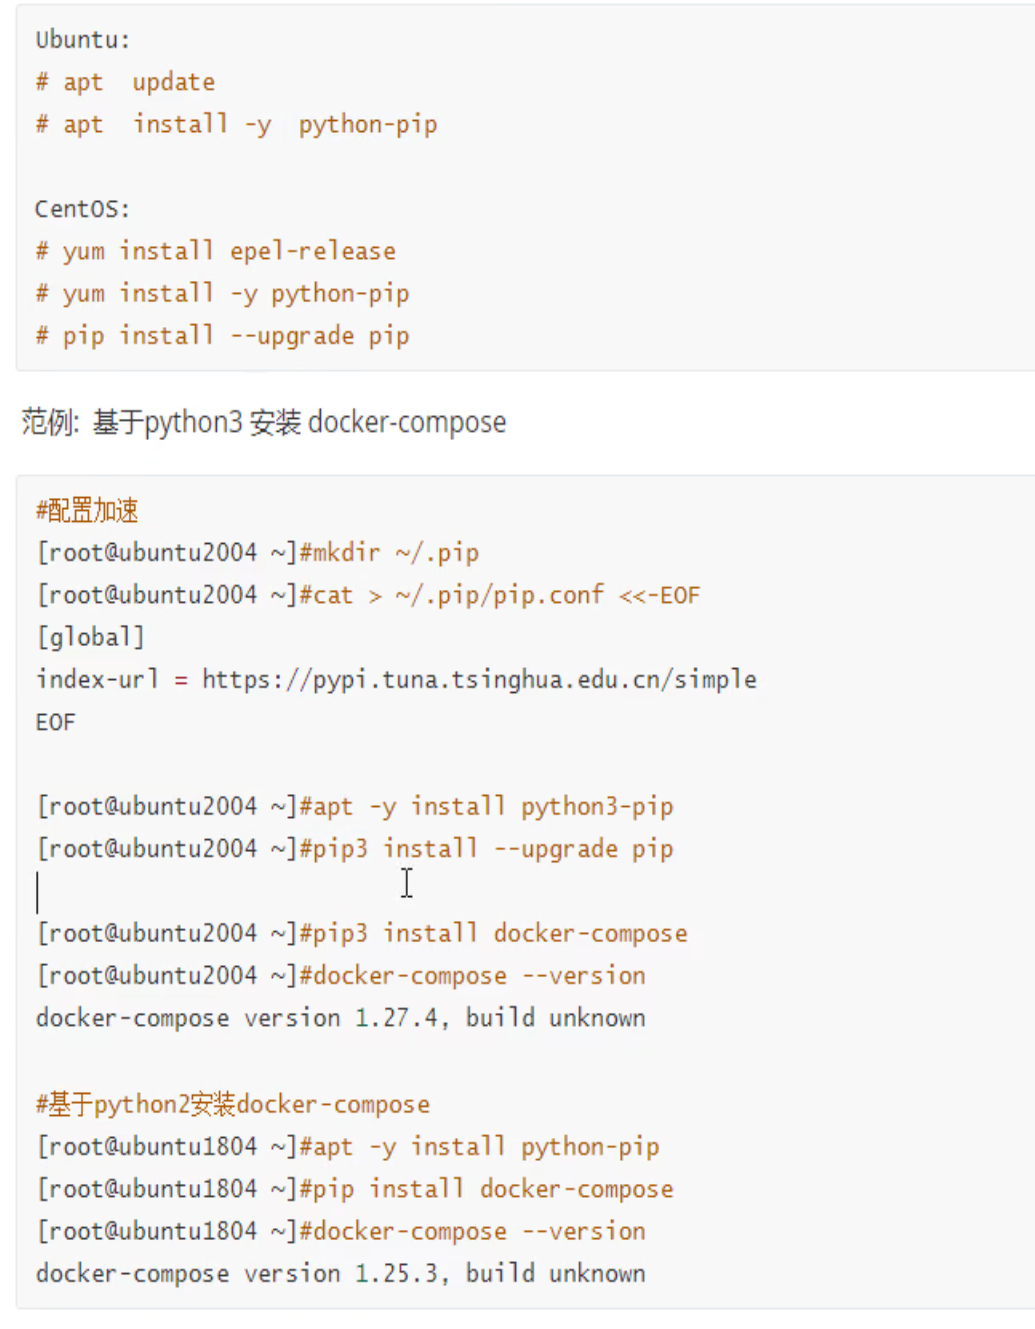 Ubuntu:
# apt  update
# apt  install -y  python-pip
CentOS:
# yum install epel-release
# yum install -y python-pip
# pip install --upgrade pip
范例: 基于python3 安装 docker-compose
#配置加速
[root@ubuntu2004 ~]#mkdir ~/.pip
[root@ubuntu2004 ~]#cat > ~/.pip/pip.conf <<-EOF
[global]
index-url = https://pypi.tuna.tsinghua.edu.cn/simple
EOF
[root@ubuntu2004 ~]#apt -y install python3-pip
[root@ubuntu2004 ~]#pip3 install --upgrade pip
[root@ubuntu2004 ~]#pip3 install docker-compose
[root@ubuntu2004 ~]#docker-compose --version
docker-compose version 1.27.4, build unknown
#基于python2安装docker-compose
[root@ubuntu1804 ~]#apt -y install python-pip
[root@ubuntu1804 ~]#pip install docker-compose
[root@ubuntu1804 ~]#docker-compose --version
docker-compose version 1.25.3, build unknown